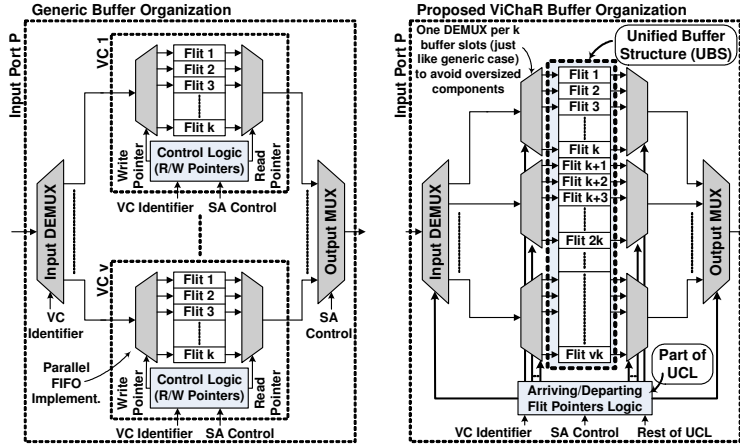 Generic Buffer Organization
Input Port P
VC 1
Flit 1
Flit 2
Flit 3
Flit k
Write Pointer
Control Logic
(R/W Pointers)
Read Pointer
VC Identifier
SA Control
Input DEMUX
Output MUX
VC v
Flit 1
Flit 2
Flit 3
Flit k
VC
Identifier
SA
Control
Parallel
FIFO
Implement.
Write
Pointer
Control Logic
(R/W Pointers)
Read
Pointer
VC Identifier
SA Control
Proposed ViChaR Buffer Organization
Input Port P
One DEMUX per k
buffer slots (just
like generic case)
to avoid oversized
components
Unified Buffer
Structure (UBS)
Flit 1
Flit 2
Flit 3
Flit k
Flit k+1
Flit k+2
Flit k+3
Flit 2k
Flit vk
Input DEMUX
Output MUX
Part of
UCL
Arriving/Departing
Flit Pointers Logic
VC Identifier
SA Control
Rest of UCL